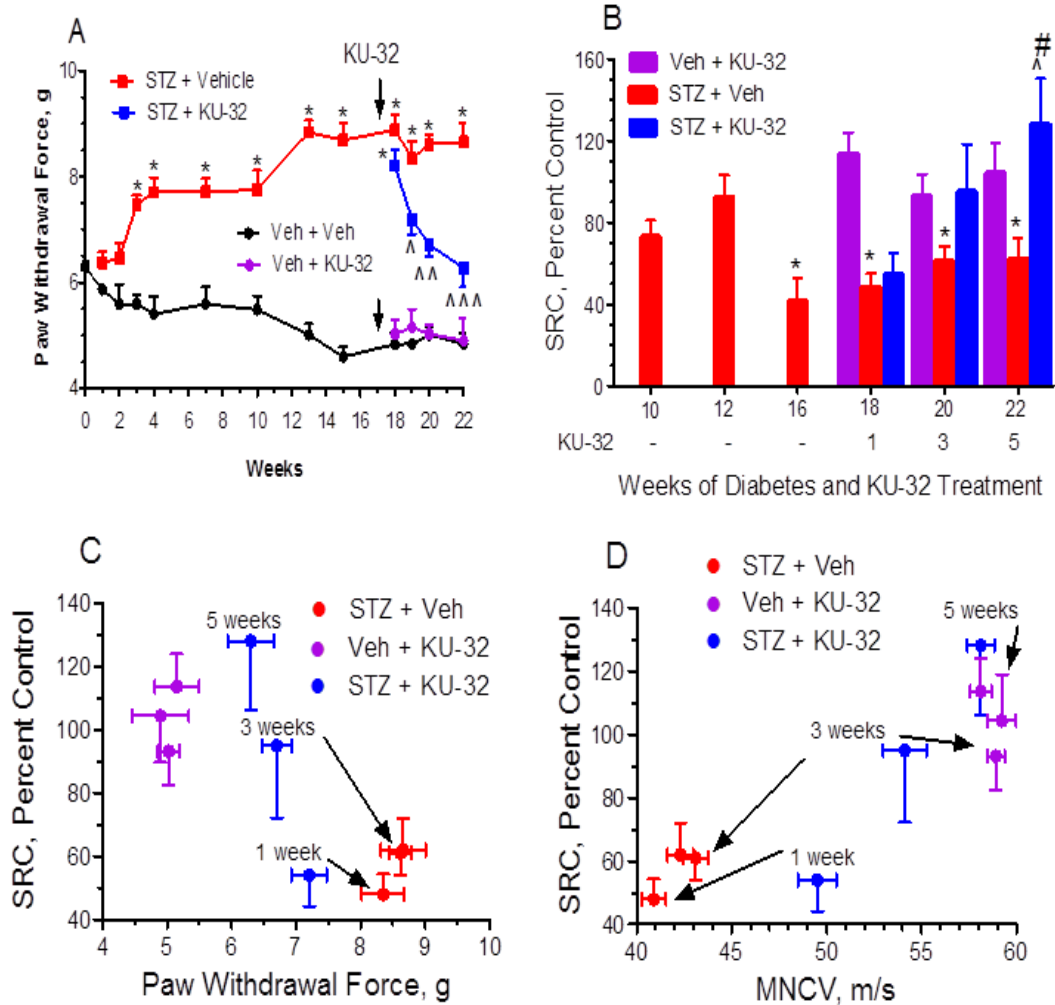 A
KU-32
Paw Withdrawal Force, g
10
8
6
4
STZ + Vehicle
STZ + KU-32
* * * * * * * * * * *
Veh + Veh
Veh + KU-32
^
^^
^^^
0 2 4 6 8 10 12 14 16 18 20 22
Weeks
B
SRC, Percent Control
160
120
80
40
0
Veh + KU-32
STZ + Veh
STZ + KU-32
#
^
* * * *
10 12 16 18 20 22
KU-32 - - - 1 3 5
Weeks of Diabetes and KU-32 Treatment
C
SRC, Percent Control
140
120
100
80
60
40
STZ + Veh
Veh + KU-32
STZ + KU-32
5 weeks
3 weeks
1 week
4 5 6 7 8 9 10
Paw Withdrawal Force, g
D
STZ + Veh
Veh + KU-32
STZ + KU-32
SRC, Percent Control
140
120
100
80
60
40
5 weeks
3 weeks
1 week
40 45 50 55 60
MNCV, m/s